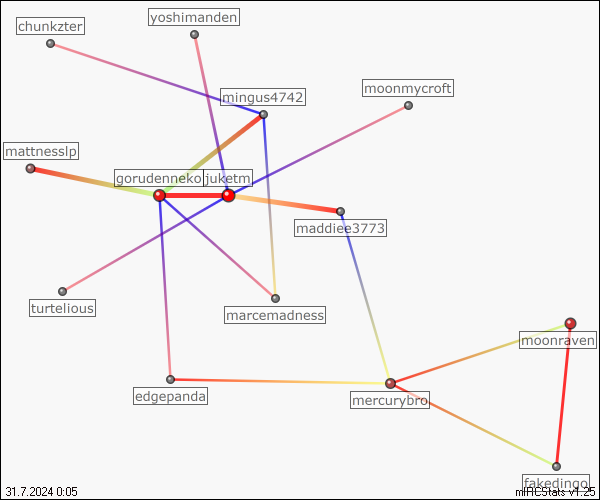 chunkzter
yoshimanden
mingus4742
moonmycroft
mattnesslp
gorudenneko
juketm
maddiee3773
turtelious
marcemadness
moonraven
edgepanda
mercurybro
fakedingo
31.7.2024 0:05
mIRCStats v1.25